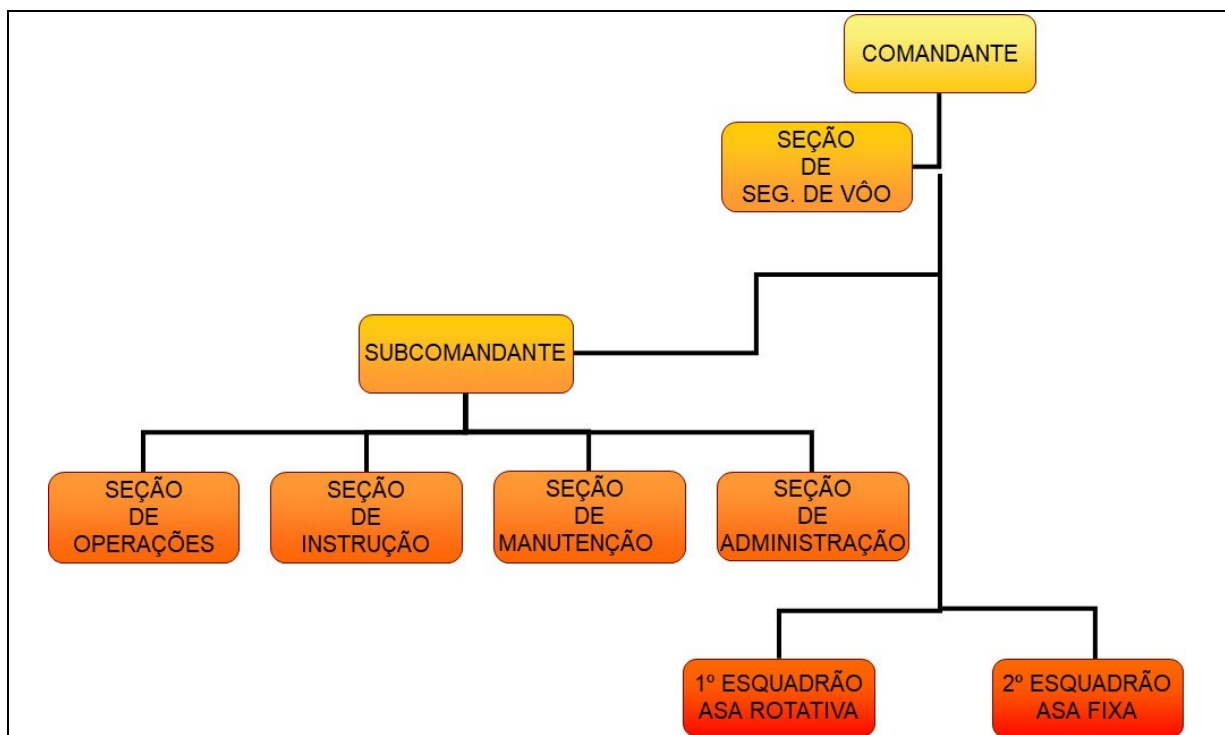 COMANDANTE
SEÇÃO
DE
SEG. DE VÔO
SUBCOMANDANTE
SEÇÃO
DE
OPERAÇÕES
SEÇÃO
DE
INSTRUÇÃO
SEÇÃO
DE
MANUTENÇÃO
SEÇÃO
DE
ADMINISTRAÇÃO
1º ESQUADRÃO
ASA ROTATIVA
2º ESQUADRÃO
ASA FIXA